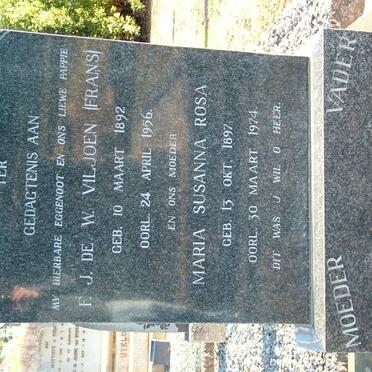 TER
GEDAGTENIS AAN
MY DIERBARE EGGENOOT EN ONS LIEWE PAPPIE
F. J. DE. W. VILJOEN (FRANS)
GEB. 10 MAART 1892
OORL. 24 APRIL 1956.
EN ONS MOEDER
MARIA SUSANNA ROSA
GEB. 13 OKT. 1897.
OORL. 30 MAART 1974.
DIT WAS U WIL O HEER.
MOEDER VADER